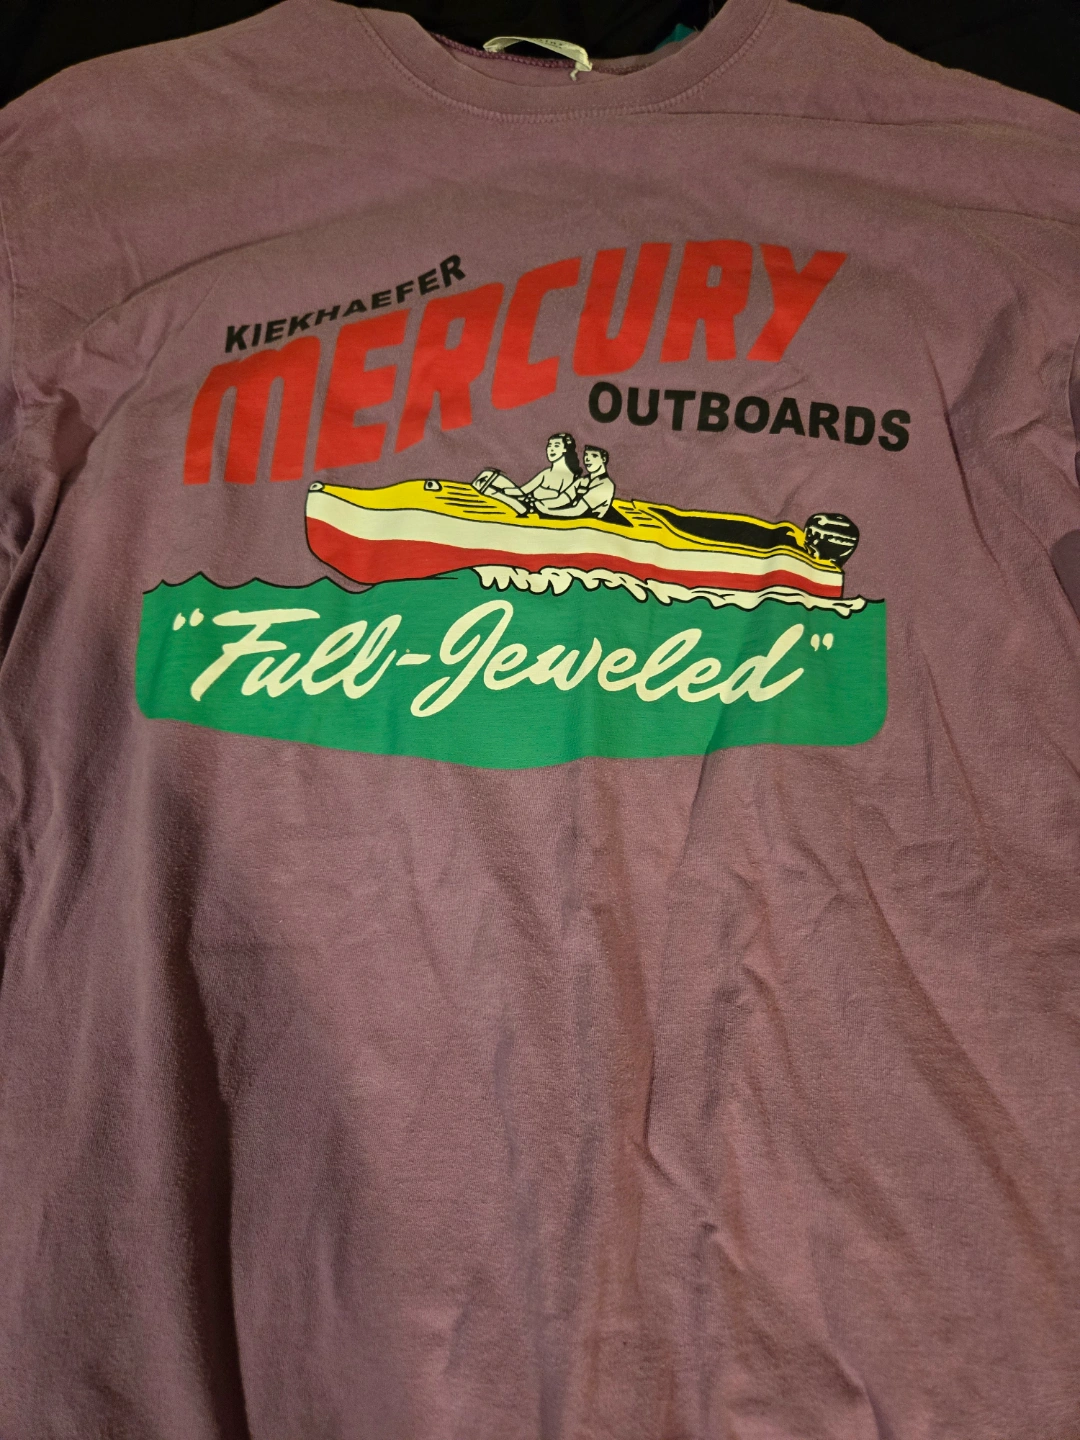 KIEKHAEFER
MERCURY
OUTBOARDS
"Full-Jeweled"